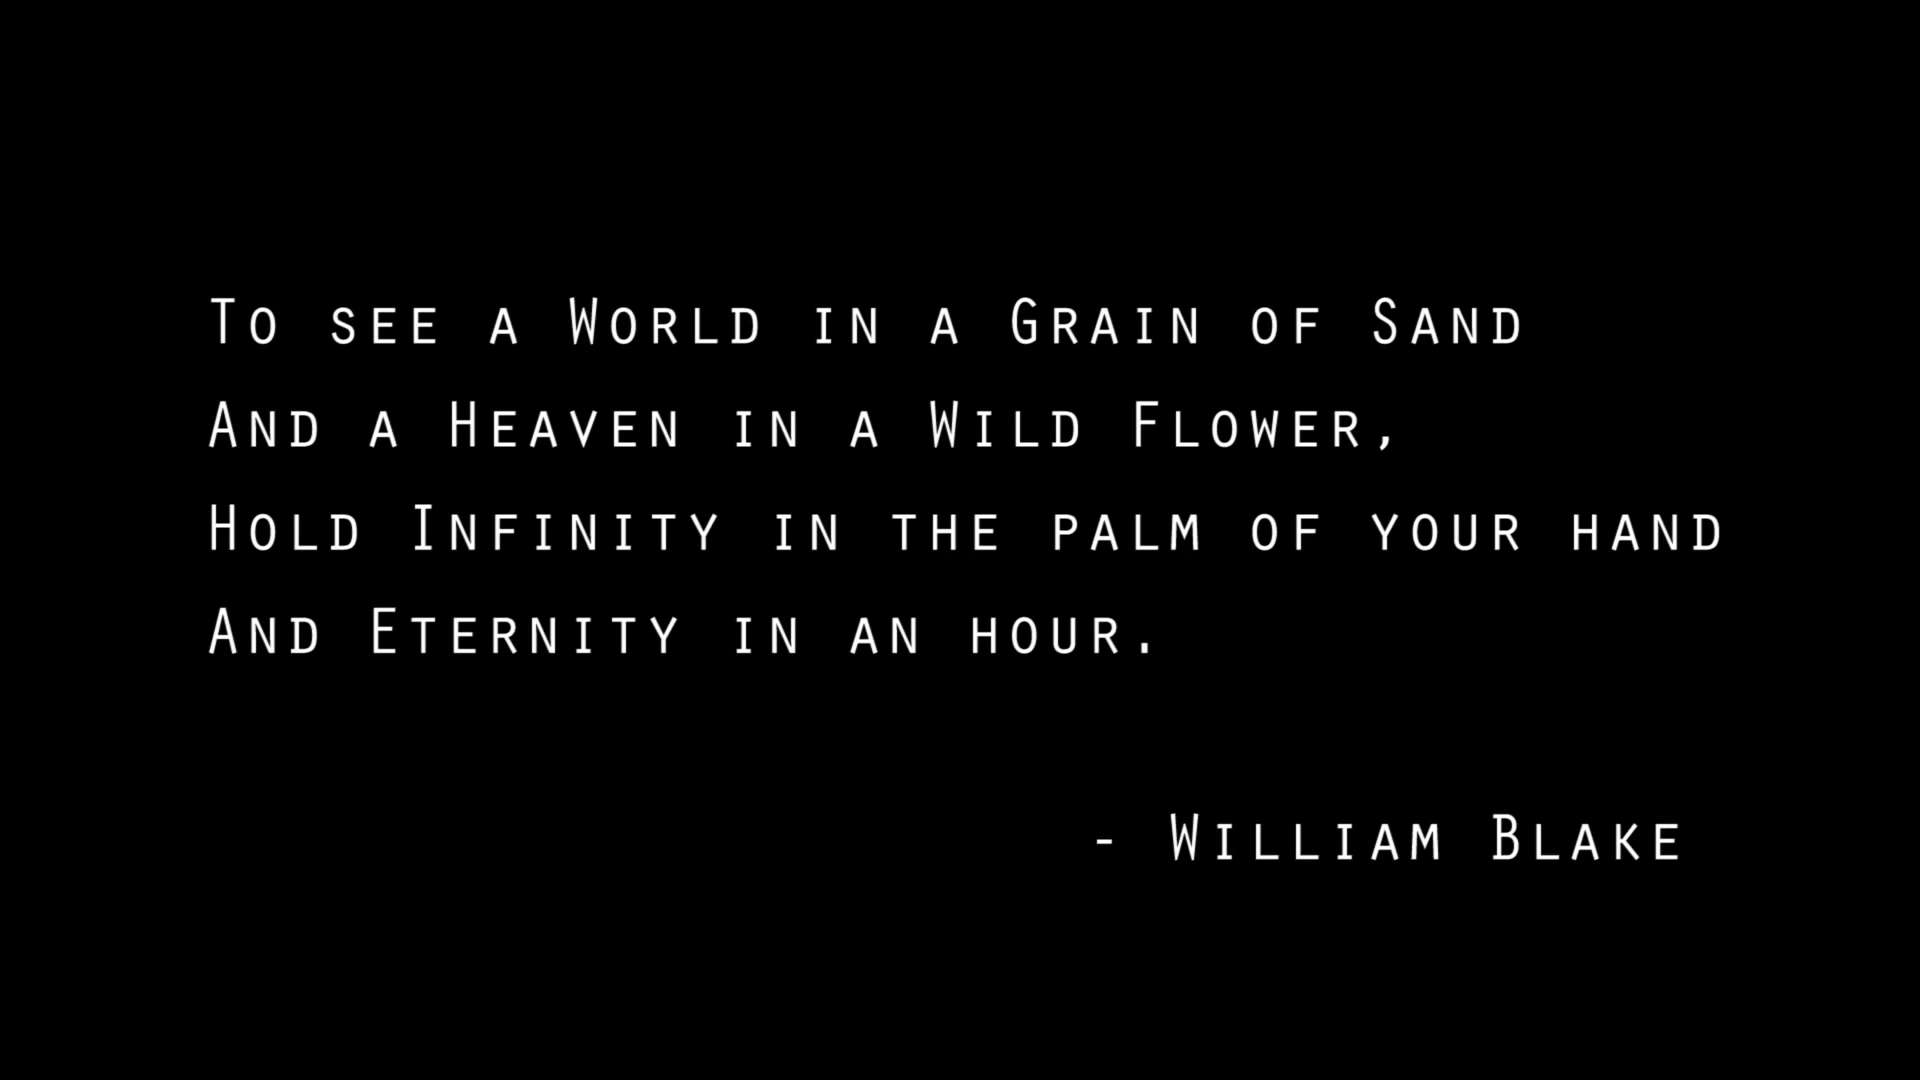 To see a World in a Grain of Sand
And a Heaven in a Wild Flower,
Hold Infinity in the palm of your hand
And Eternity in an hour.
- William Blake